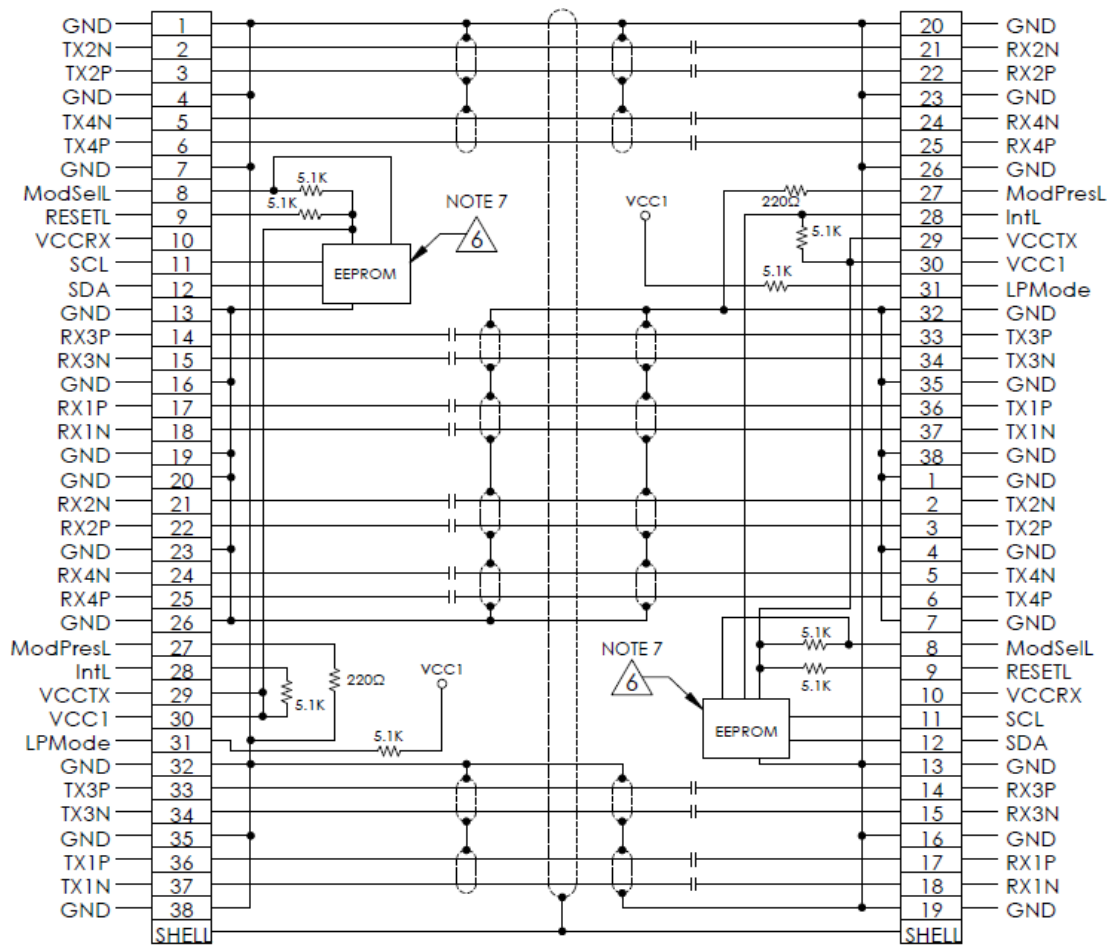 GND 1 20 GND
TX2N 2 21 RX2N
TX2P 3 22 RX2P
GND 4 23 GND
TX4N 5 24 RX4N
TX4P 6 25 RX4P
GND 7 26 GND
ModSelL 8 5.1K 27 ModPresL
220Ω
RESETL 9 5.1K NOTE 7 VCC1 28 IntL
6 5.1K
VCCRX 10 29 VCCTX
SCL 11 30 VCC1
EEPROM 5.1K
SDA 12 31 LPMode
GND 13 32 GND
RX3P 14 33 TX3P
RX3N 15 34 TX3N
GND 16 35 GND
RX1P 17 36 TX1P
RX1N 18 37 TX1N
GND 19 38 GND
GND 20 1 GND
RX2N 21 2 TX2N
RX2P 22 3 TX2P
GND 23 4 GND
RX4N 24 5 TX4N
RX4P 25 6 TX4P
GND 26 7 GND
ModPresL 27 NOTE 7 5.1K 8 ModSelL
IntL 28 VCC1 9 RESETL
220Ω 6 5.1K
VCCTX 29 10 VCCRX
5.1K
VCC1 30 11 SCL
EEPROM
LPMode 31 5.1K 12 SDA
GND 32 13 GND
TX3P 33 14 RX3P
TX3N 34 15 RX3N
GND 35 16 GND
TX1P 36 17 RX1P
TX1N 37 18 RX1N
GND 38 19 GND
SHELL SHELL